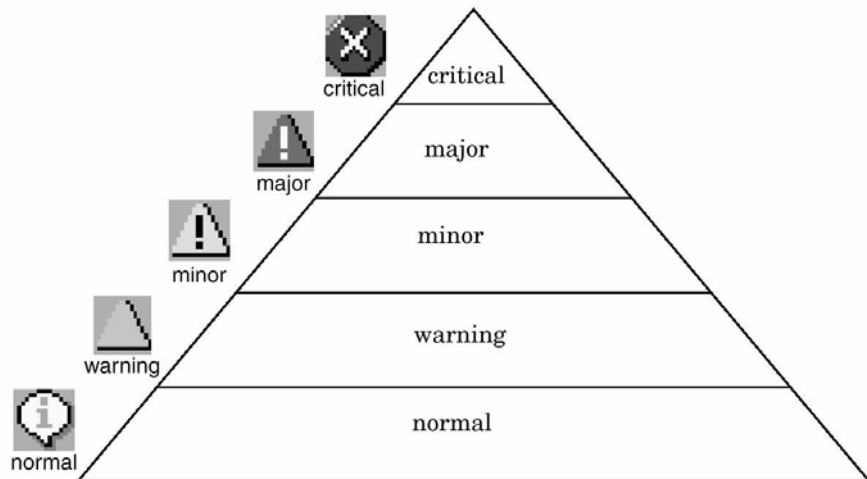 critical
critical
major
major
minor
minor
warning
warning
normal
normal